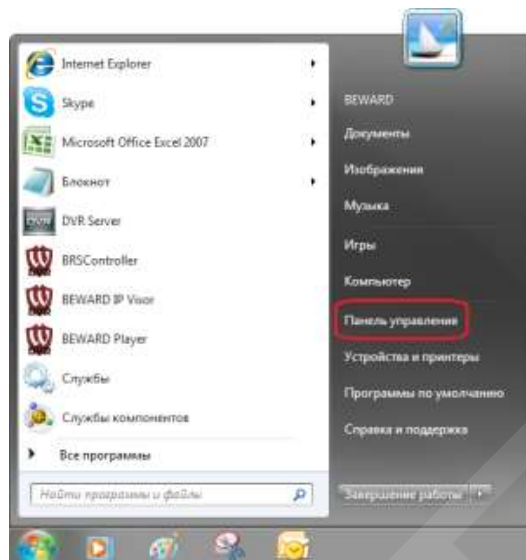 Internet Explorer
Skype
Microsoft Office Excel 2007
Блокнот
DVR Server
BRSController
BEWARD IP Visor
BEWARD Player
Службы
Службы компонентов
Все программы
Найти программы и файлы
BEWARD
Документы
Изображения
Музыка
Игры
Компьютер
Панель управления
Устройства и принтеры
Программы по умолчанию
Справка и поддержка
Завершение работы